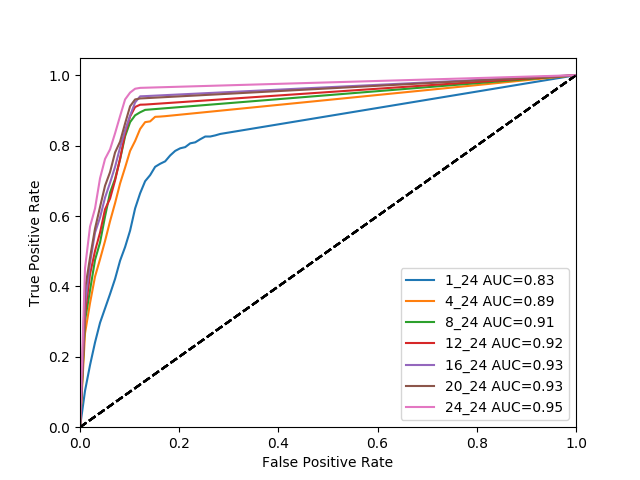 1.0
0.8
0.6
0.4
0.2
0.0
True Positive Rate
0.0 0.2 0.4 0.6 0.8 1.0
False Positive Rate
1_24 AUC=0.83
4_24 AUC=0.89
8_24 AUC=0.91
12_24 AUC=0.92
16_24 AUC=0.93
20_24 AUC=0.93
24_24 AUC=0.95